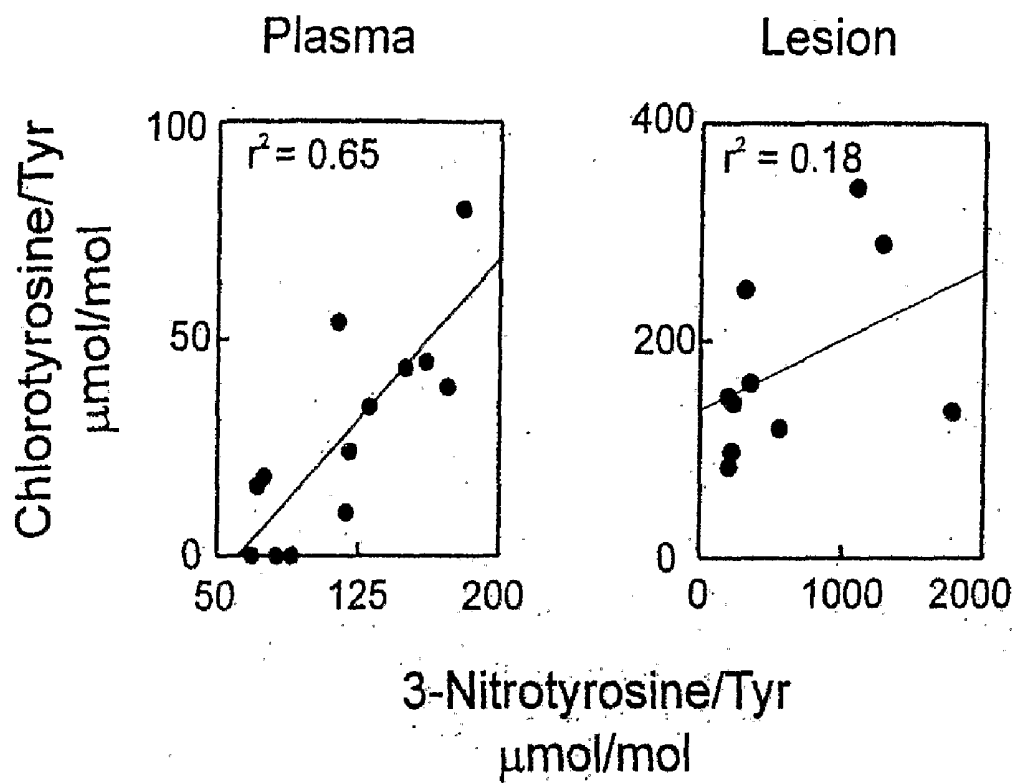 Plasma
Lesion
Chlorotyrosine/Tyr
μmol/mol
100
50
0
r² = 0.65
50 125 200
400
200
0
r² = 0.18
0 1000 2000
3-Nitrotyrosine/Tyr
μmol/mol